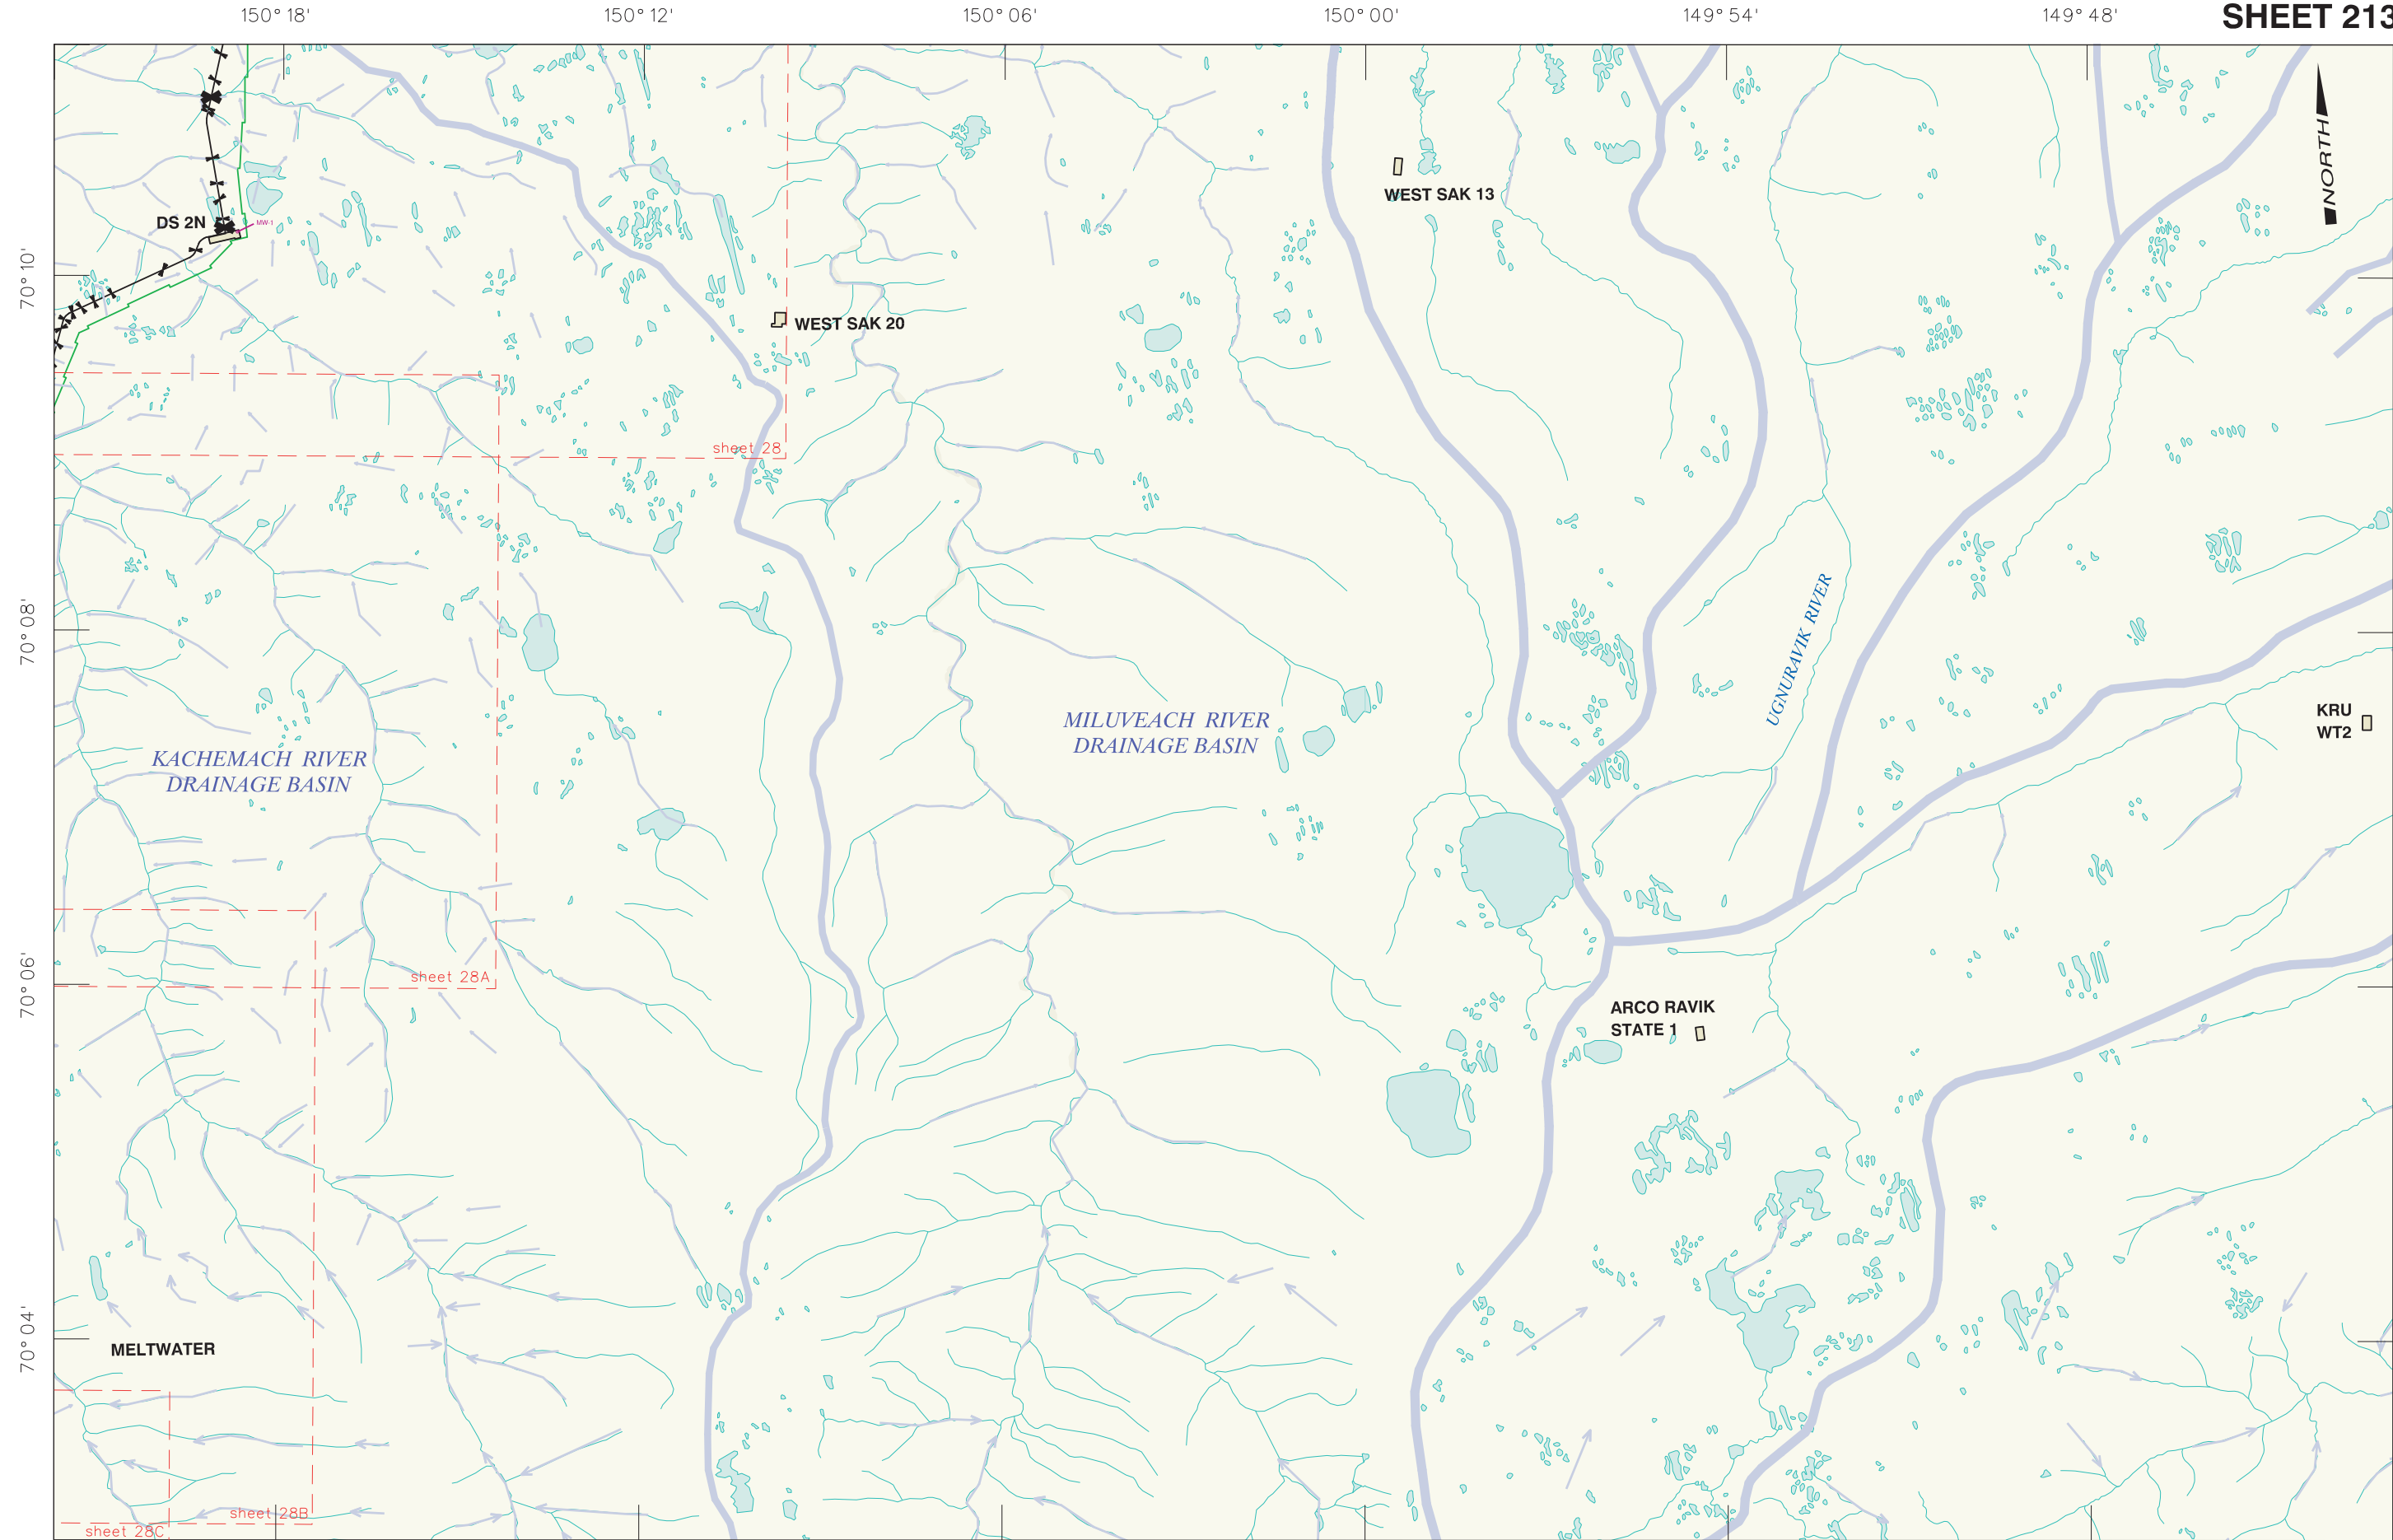 150° 18'
150° 12'
150° 06'
150° 00'
149° 54'
149° 48'
SHEET 213
NORTH
WEST SAK 13
DS 2N
MW-1
70° 10'
WEST SAK 20
sheet 28
70° 08'
UGNURAVIK RIVER
MILUVEACH RIVER
DRAINAGE BASIN
KRU
WT2
KACHEMACH RIVER
DRAINAGE BASIN
sheet 28A
70° 06'
ARCO RAVIK
STATE 1
70° 04'
MELTWATER
sheet 28B
sheet 28C